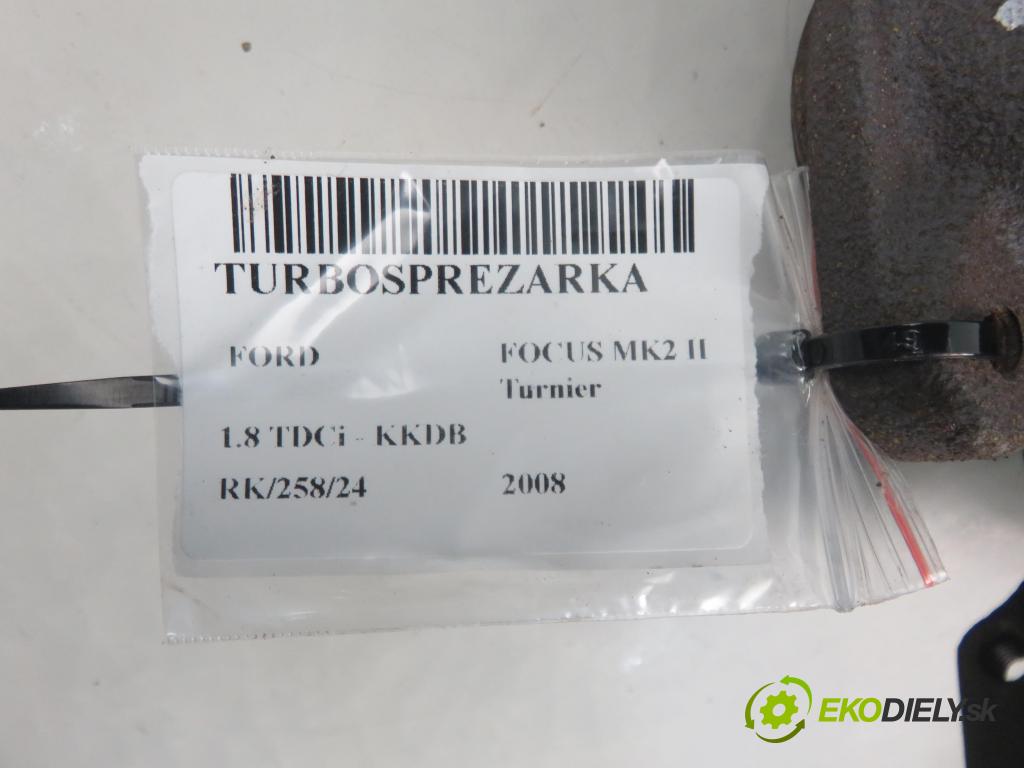 TURBOSPREZARKA
FORD FOCUS MK2 II
Turnier
1.8 TDCi - KKDB
RK/258/24 2008
EKODIELY.sk